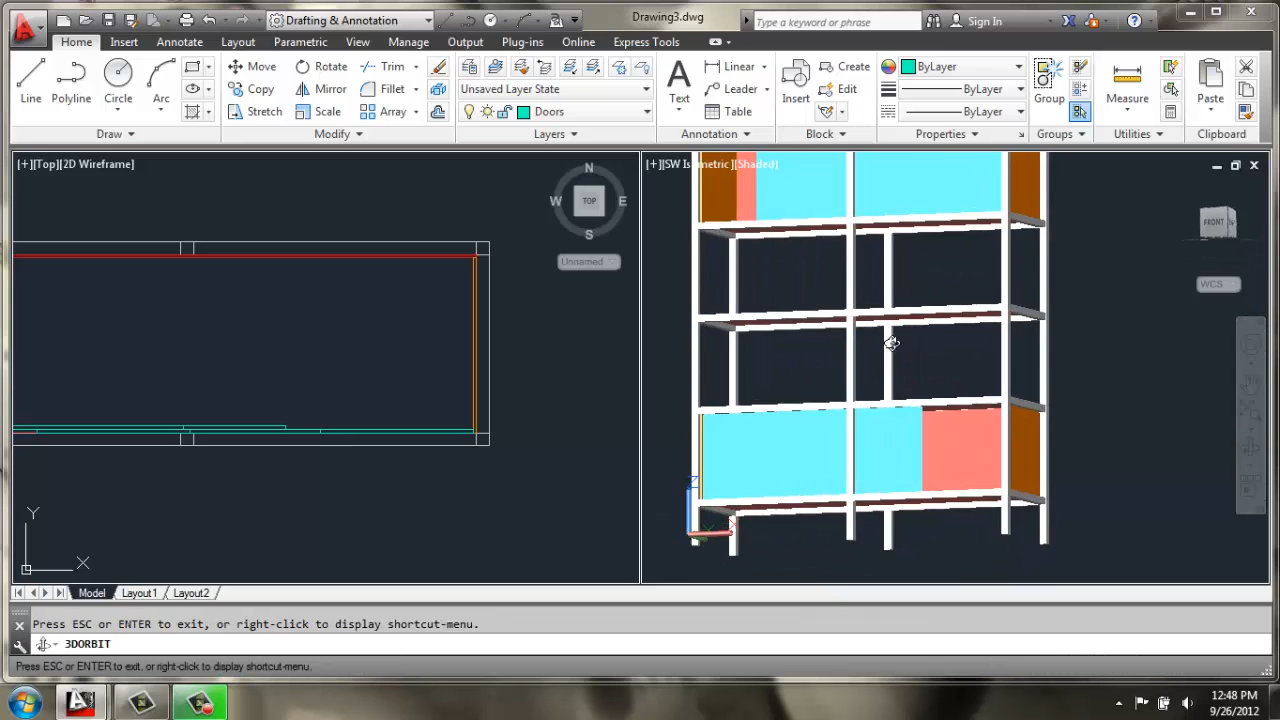 Drafting & Annotation
Drawing3.dwg
Type a keyword or phrase
Sign In
Home Insert Annotate Layout Parametric View Manage Output Plug-ins Online Express Tools
Line Polyline Circle Arc
Move Rotate Trim
Copy Mirror Fillet
Stretch Scale Array
Unsaved Layer State
Doors
Text
Linear
Leader
Table
Insert
Create
Edit
ByLayer
ByLayer
ByLayer
Group
Measure
Paste
Draw Modify Layers Annotation Block Properties Groups Utilities Clipboard
[+][Top][2D Wireframe]
N
W TOP E
S
Unnamed
Y
X
[+][SW Isometric][Shaded]
FRONT
WCS
Model Layout1 Layout2
Press ESC or ENTER to exit, or right-click to display shortcut-menu.
3DORBIT
Press ESC or ENTER to exit, or right-click to display shortcut-menu.
12:48 PM
9/26/2012